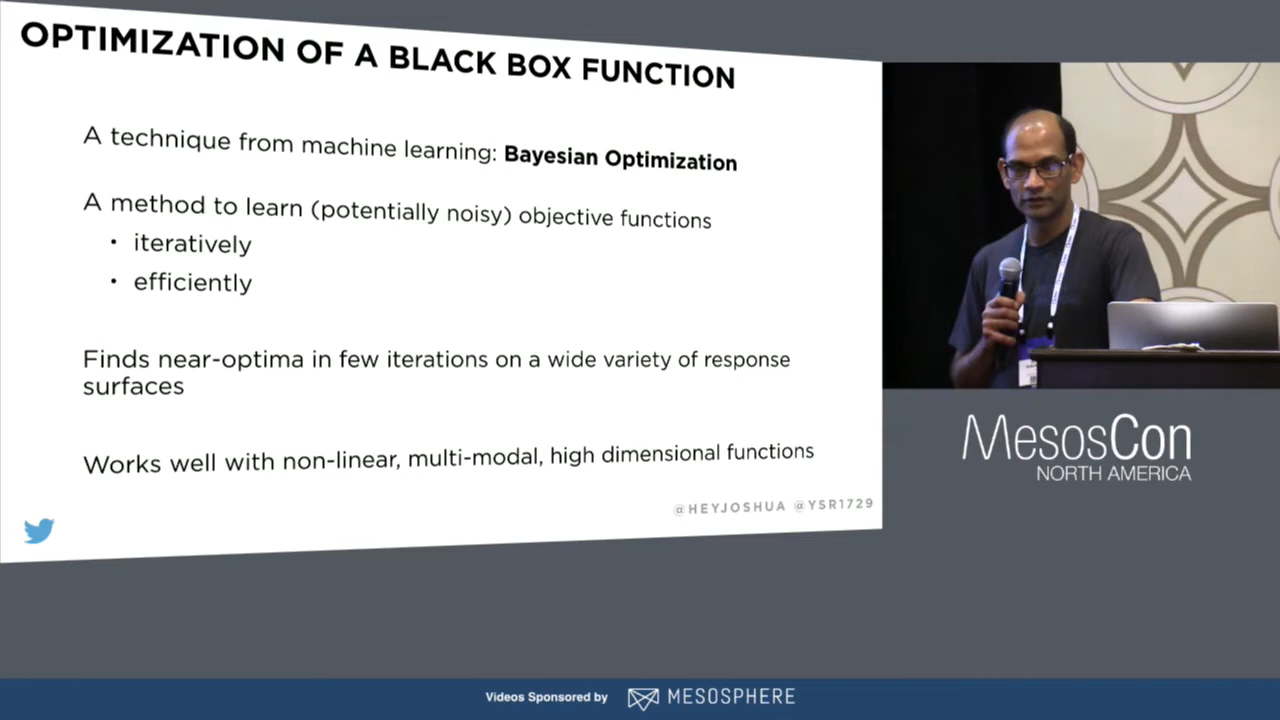 OPTIMIZATION OF A BLACK BOX FUNCTION
A technique from machine learning: Bayesian Optimization
A method to learn (potentially noisy) objective functions
• iteratively
• efficiently
Finds near-optima in few iterations on a wide variety of response
surfaces
Works well with non-linear, multi-modal, high dimensional functions
@HEYJOSHUA @YSR1729
MesosCon
NORTH AMERICA
Videos Sponsored by MESOSPHERE